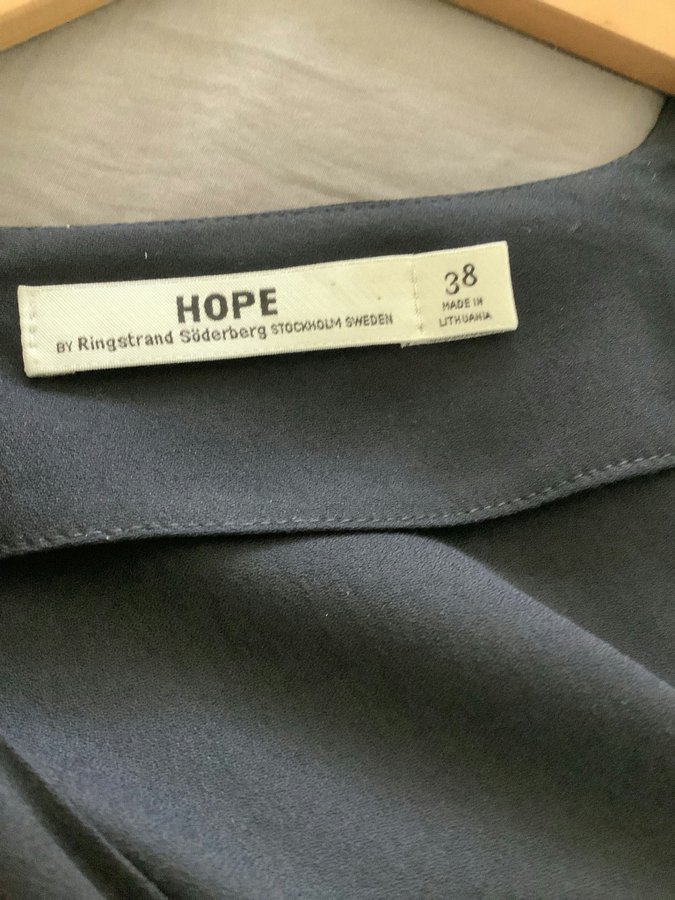 HOPE
BY Ringstrand Söderberg STOCKHOLM SWEDEN
38
MADE IN
LITHUANIA